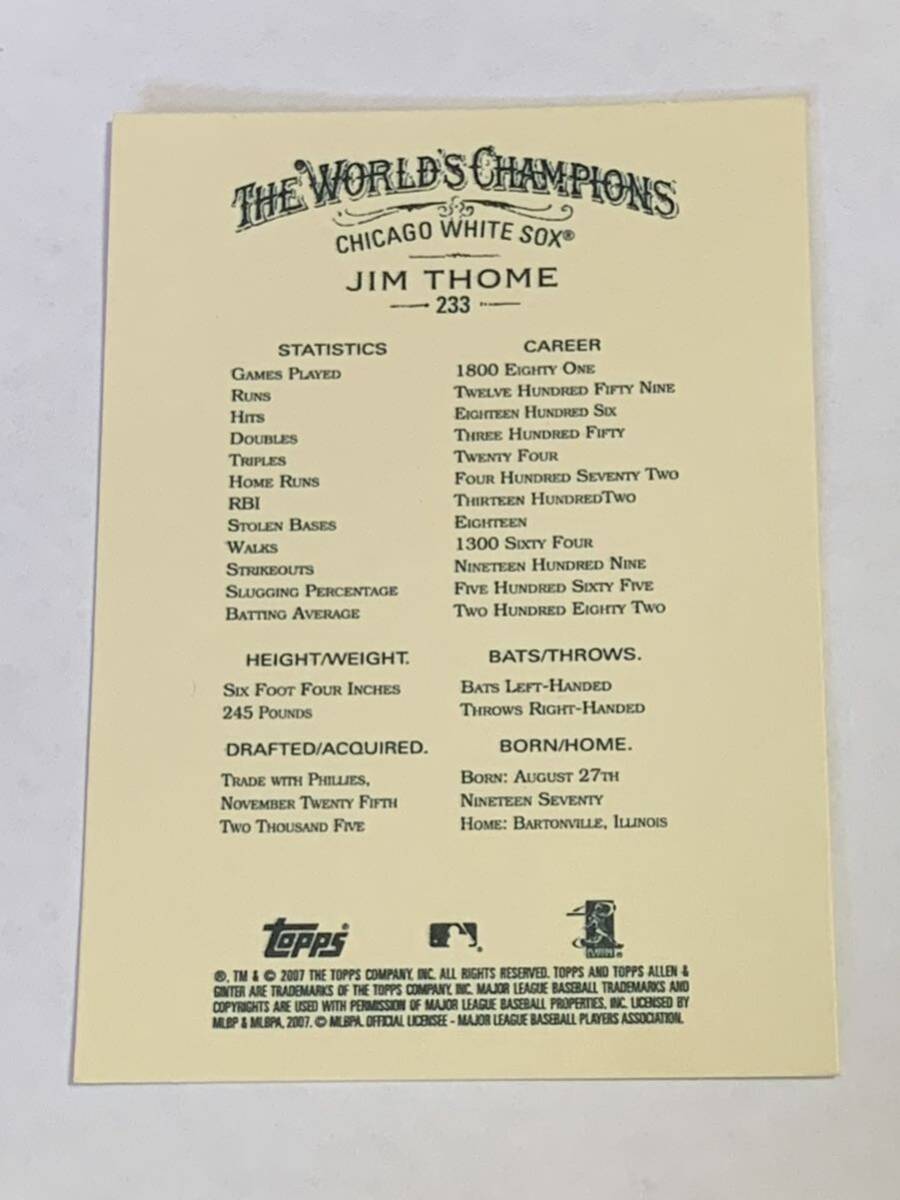 THE WORLD'S CHAMPIONS
CHICAGO WHITE SOX®
JIM THOME
233
STATISTICS CAREER
GAMES PLAYED 1800 EIGHTY ONE
RUNS TWELVE HUNDRED FIFTY NINE
HITS EIGHTEEN HUNDRED SIX
DOUBLES THREE HUNDRED FIFTY
TRIPLES TWENTY FOUR
HOME RUNS FOUR HUNDRED SEVENTY TWO
RBI THIRTEEN HUNDREDTWO
STOLEN BASES EIGHTEEN
WALKS 1300 SIXTY FOUR
STRIKEOUTS NINETEEN HUNDRED NINE
SLUGGING PERCENTAGE FIVE HUNDRED SIXTY FIVE
BATTING AVERAGE TWO HUNDRED EIGHTY TWO
HEIGHT/WEIGHT.
SIX FOOT FOUR INCHES
245 POUNDS
BATS/THROWS.
BATS LEFT-HANDED
THROWS RIGHT-HANDED
DRAFTED/ACQUIRED.
TRADE WITH PHILLIES,
NOVEMBER TWENTY FIFTH
TWO THOUSAND FIVE
BORN/HOME.
BORN: AUGUST 27TH
NINETEEN SEVENTY
HOME: BARTONVILLE, ILLINOIS
topps®
®, TM & © 2007 THE TOPPS COMPANY, INC. ALL RIGHTS RESERVED. TOPPS AND TOPPS ALLEN &
GINTER ARE TRADEMARKS OF THE TOPPS COMPANY, INC. MAJOR LEAGUE BASEBALL TRADEMARKS AND
COPYRIGHTS ARE USED WITH PERMISSION OF MAJOR LEAGUE BASEBALL PROPERTIES, INC. LICENSED BY
MLBP & MLBPA, 2007. © MLBPA. OFFICIAL LICENSEE - MAJOR LEAGUE BASEBALL PLAYERS ASSOCIATION.